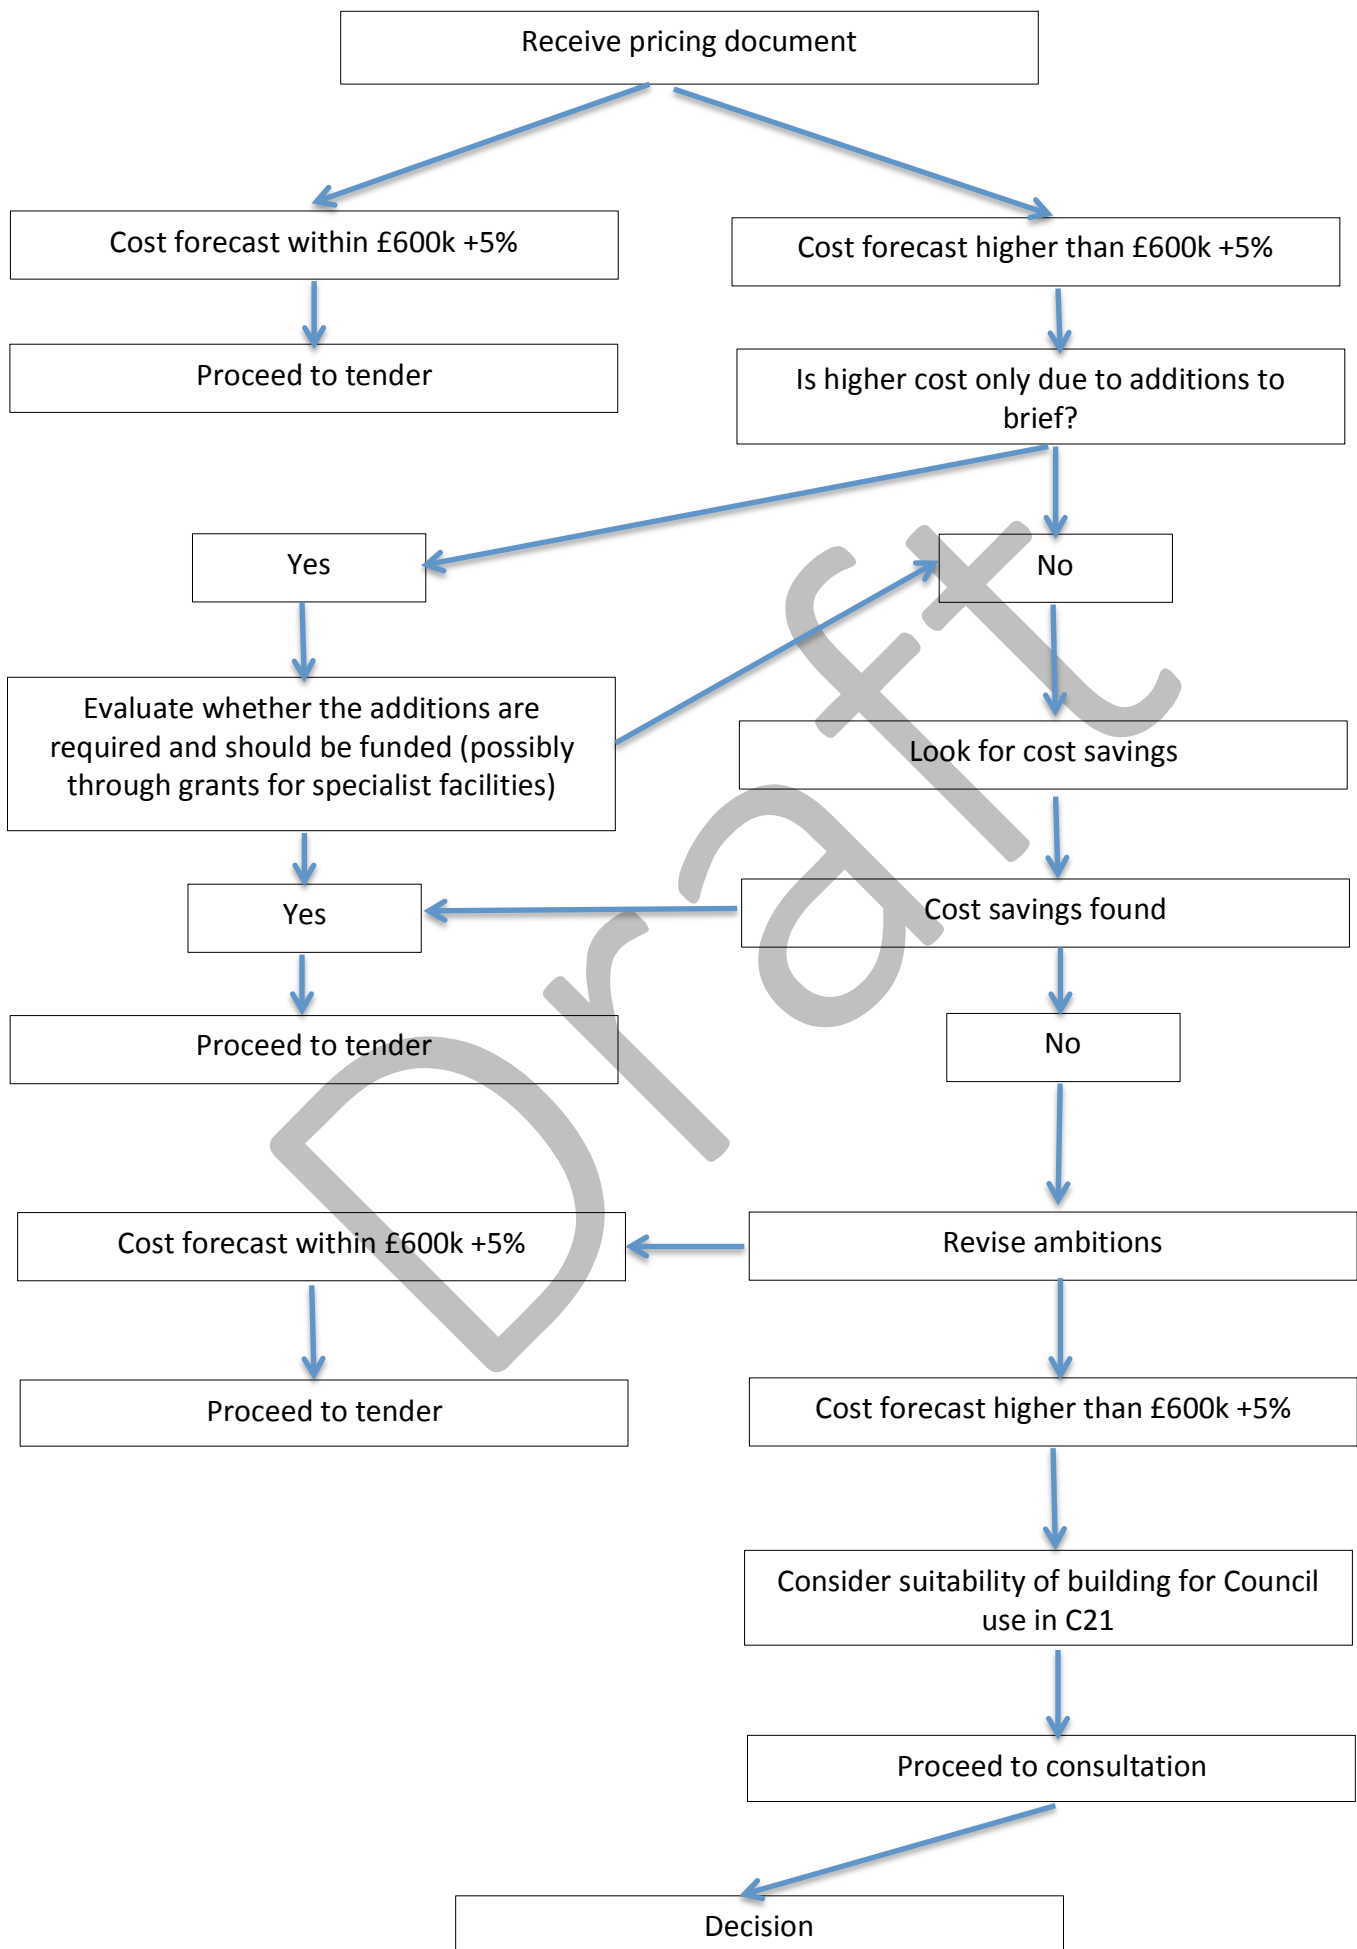 Receive pricing document
Cost forecast within £600k +5%
Cost forecast higher than £600k +5%
Proceed to tender
Is higher cost only due to additions to
brief?
Yes
No
Evaluate whether the additions are
required and should be funded (possibly
through grants for specialist facilities)
Look for cost savings
Yes
Cost savings found
Proceed to tender
No
Cost forecast within £600k +5%
Revise ambitions
Proceed to tender
Cost forecast higher than £600k +5%
Consider suitability of building for Council
use in C21
Proceed to consultation
Decision
Draft